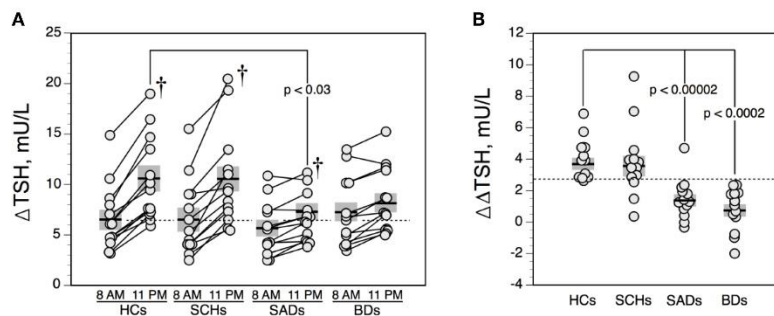 A
25
20
15
10
5
0
ΔTSH, mU/L
†
†
†
p < 0.03
8 AM 11 PM 8 AM 11 PM 8 AM 11 PM 8 AM 11 PM
HCs SCHs SADs BDs
B
12
10
8
6
4
2
0
-2
-4
ΔΔTSH, mU/L
p < 0.00002
p < 0.0002
HCs SCHs SADs BDs